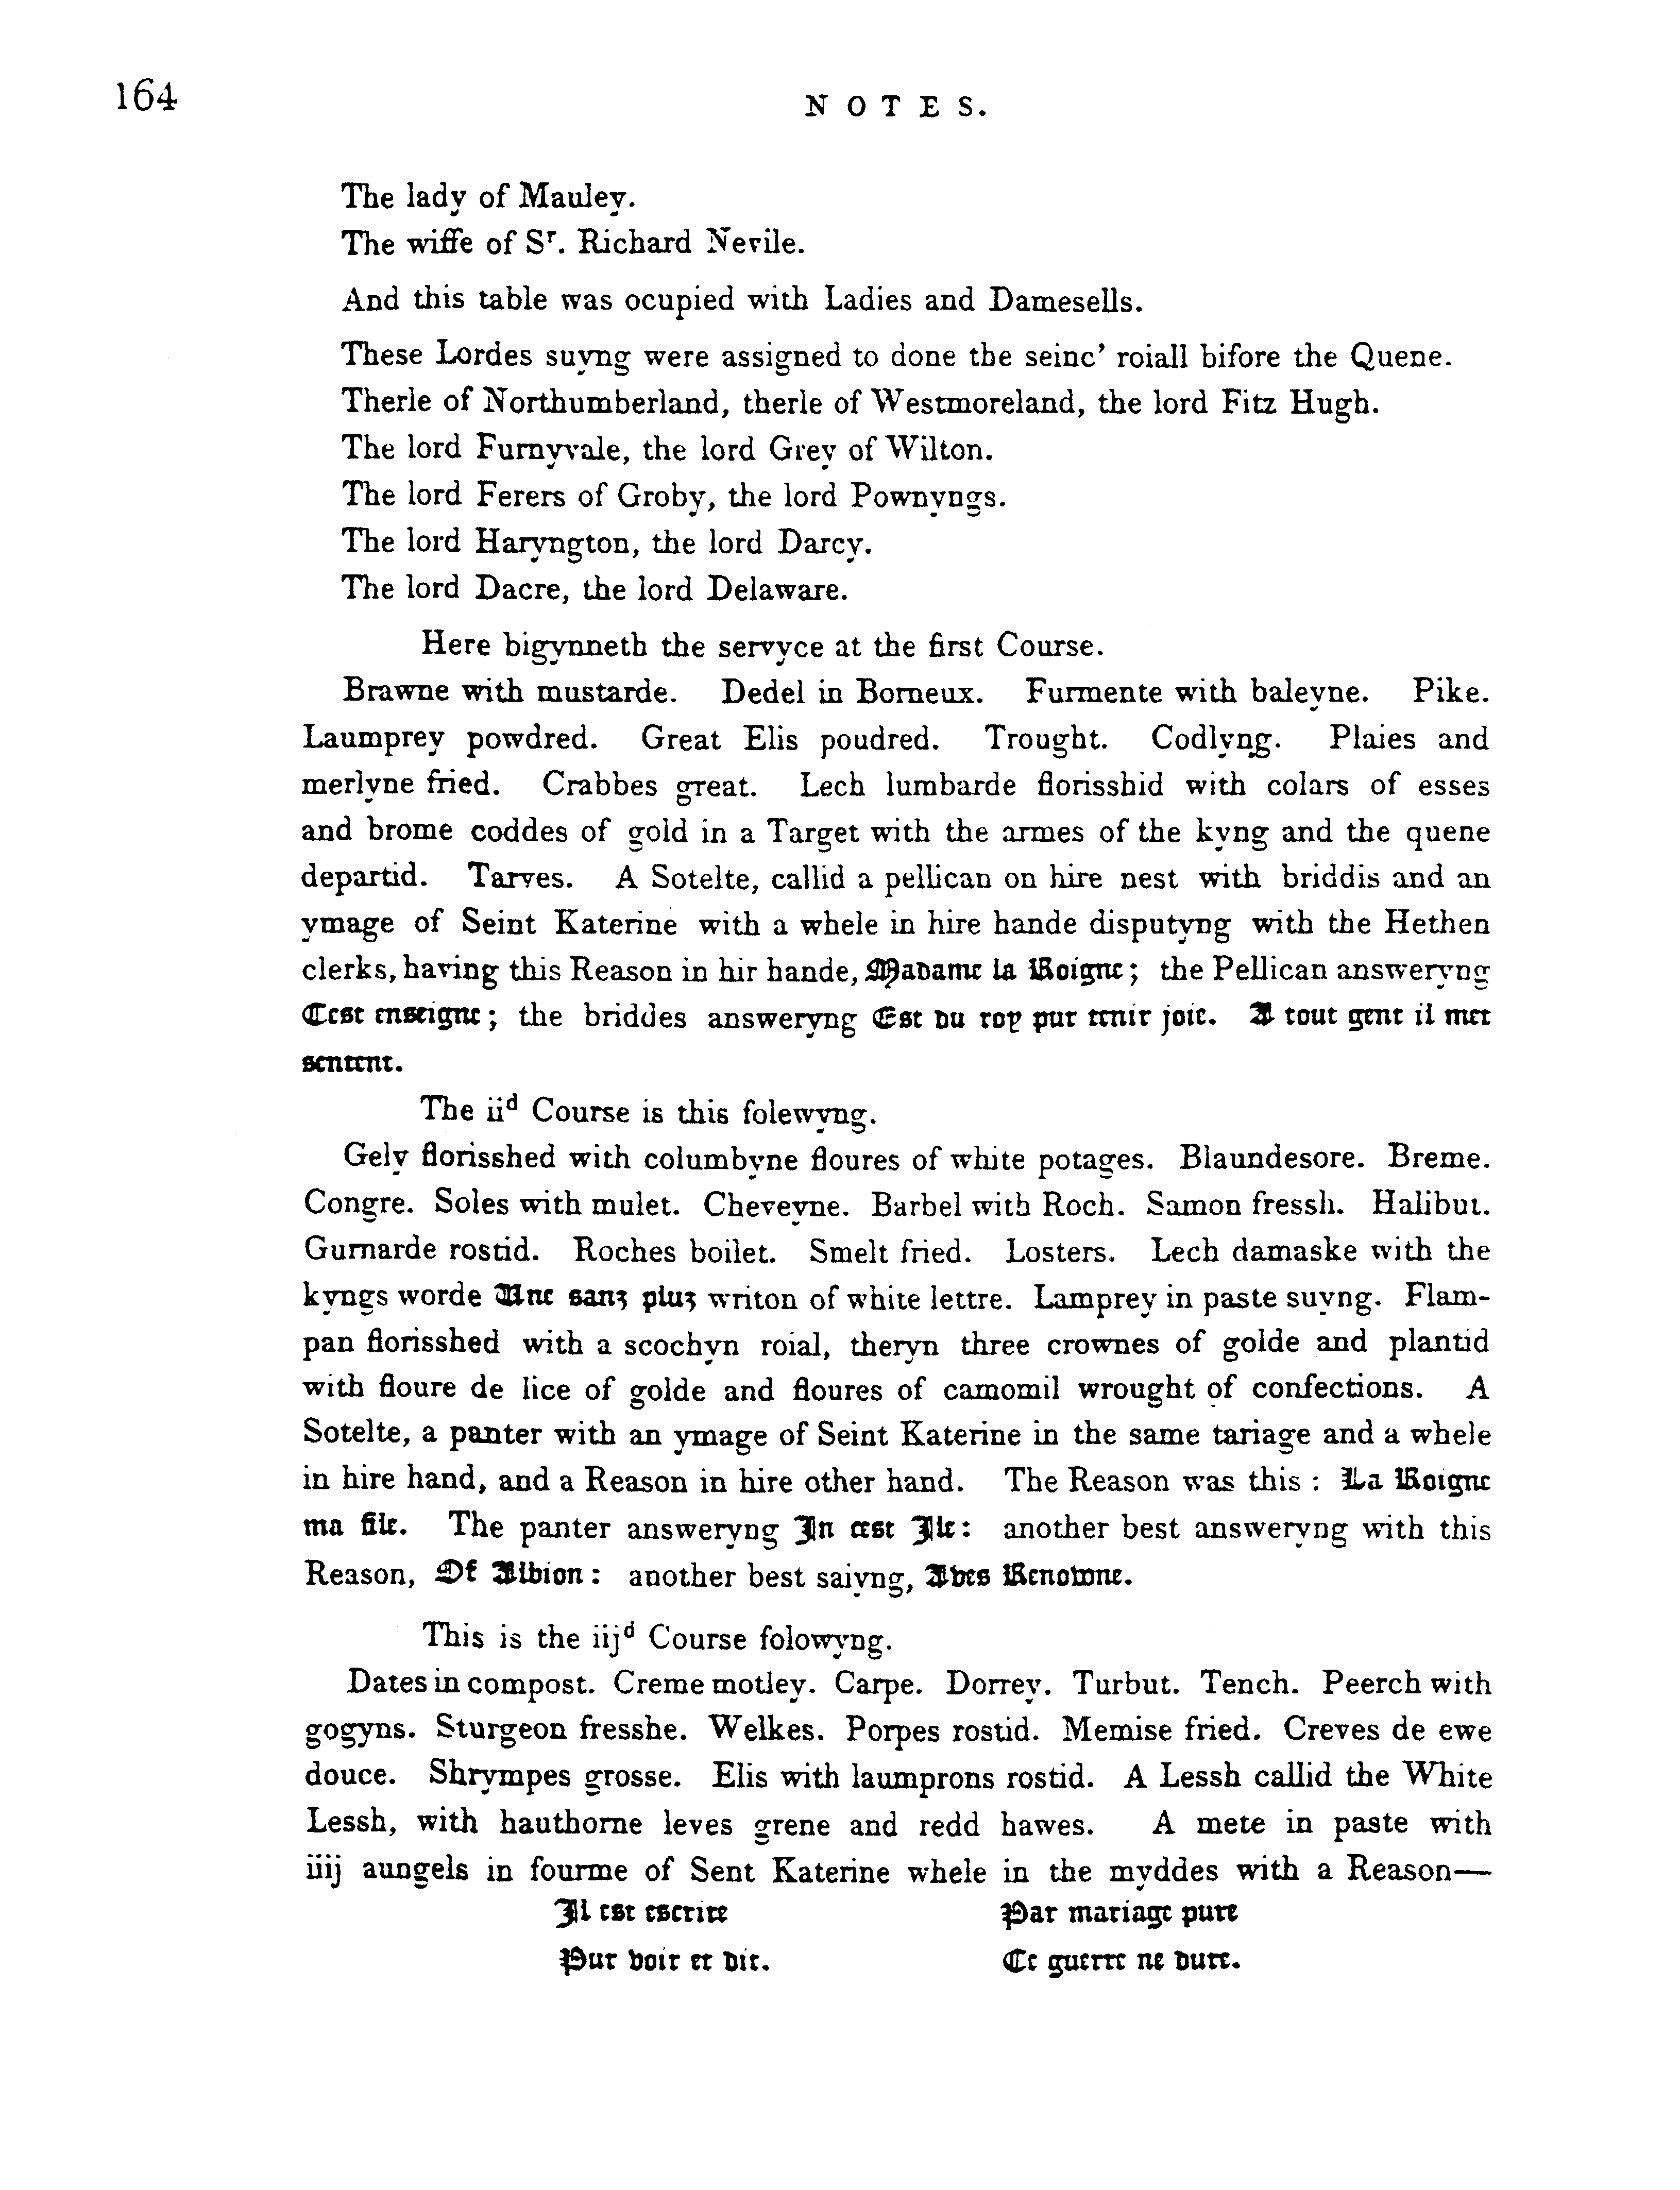 164
NOTES.
The lady of Mauley.
The wiffe of Sʳ. Richard Nevile.
And this table was ocupied with Ladies and Damesells.
These Lordes suyng were assigned to done the seinc’ roiall bifore the Quene.
Therle of Northumberland, therle of Westmoreland, the lord Fitz Hugh.
The lord Furnyvale, the lord Grey of Wilton.
The lord Ferers of Groby, the lord Pownyngs.
The lord Haryngton, the lord Darcy.
The lord Dacre, the lord Delaware.
Here bigynneth the servyce at the first Course.
Brawne with mustarde. Dedel in Borneux. Furmente with baleyne. Pike.
Laumprey powdred. Great Elis poudred. Trought. Codlyng. Plaies and
merlyne fried. Crabbes great. Lech lumbarde florisshid with colars of esses
and brome coddes of gold in a Target with the armes of the kyng and the quene
departid. Tarves. A Sotelte, callid a pellican on hire nest with briddis and an
ymage of Seint Katerine with a whele in hire hande disputyng with the Hethen
clerks, having this Reason in hir hande, Madame la Roigne; the Pellican answeryng
Cest enseigne; the briddes answeryng Est du roy pur tenir joie. A tout gent il met
sentent.
The iiᵈ Course is this folewyng.
Gely florisshed with columbyne floures of white potages. Blaundesore. Breme.
Congre. Soles with mulet. Cheveyne. Barbel with Roch. Samon fressh. Halibut.
Gurnarde rostid. Roches boilet. Smelt fried. Losters. Lech damaske with the
kyngs worde Une sanz pluz writon of white lettre. Lamprey in paste suyng. Flam-
pan florisshed with a scochyn roial, theryn three crownes of golde and plantid
with floure de lice of golde and floures of camomil wrought of confections. A
Sotelte, a panter with an ymage of Seint Katerine in the same tariage and a whele
in hire hand, and a Reason in hire other hand. The Reason was this : La Roigne
ma file. The panter answeryng In cest Ile: another best answeryng with this
Reason, Of Albion : another best saiyng, Aves Renowne.
This is the iijᵈ Course folowyng.
Dates in compost. Creme motley. Carpe. Dorrey. Turbut. Tench. Peerch with
gogyns. Sturgeon fresshe. Welkes. Porpes rostid. Memise fried. Creves de ewe
douce. Shrympes grosse. Elis with laumprons rostid. A Lessh callid the White
Lessh, with hauthorne leves grene and redd hawes. A mete in paste with
iiij aungels in fourme of Sent Katerine whele in the myddes with a Reason—
Il est escrite
Pur voir et dit.
Par mariage pure
Ce guerre ne dure.